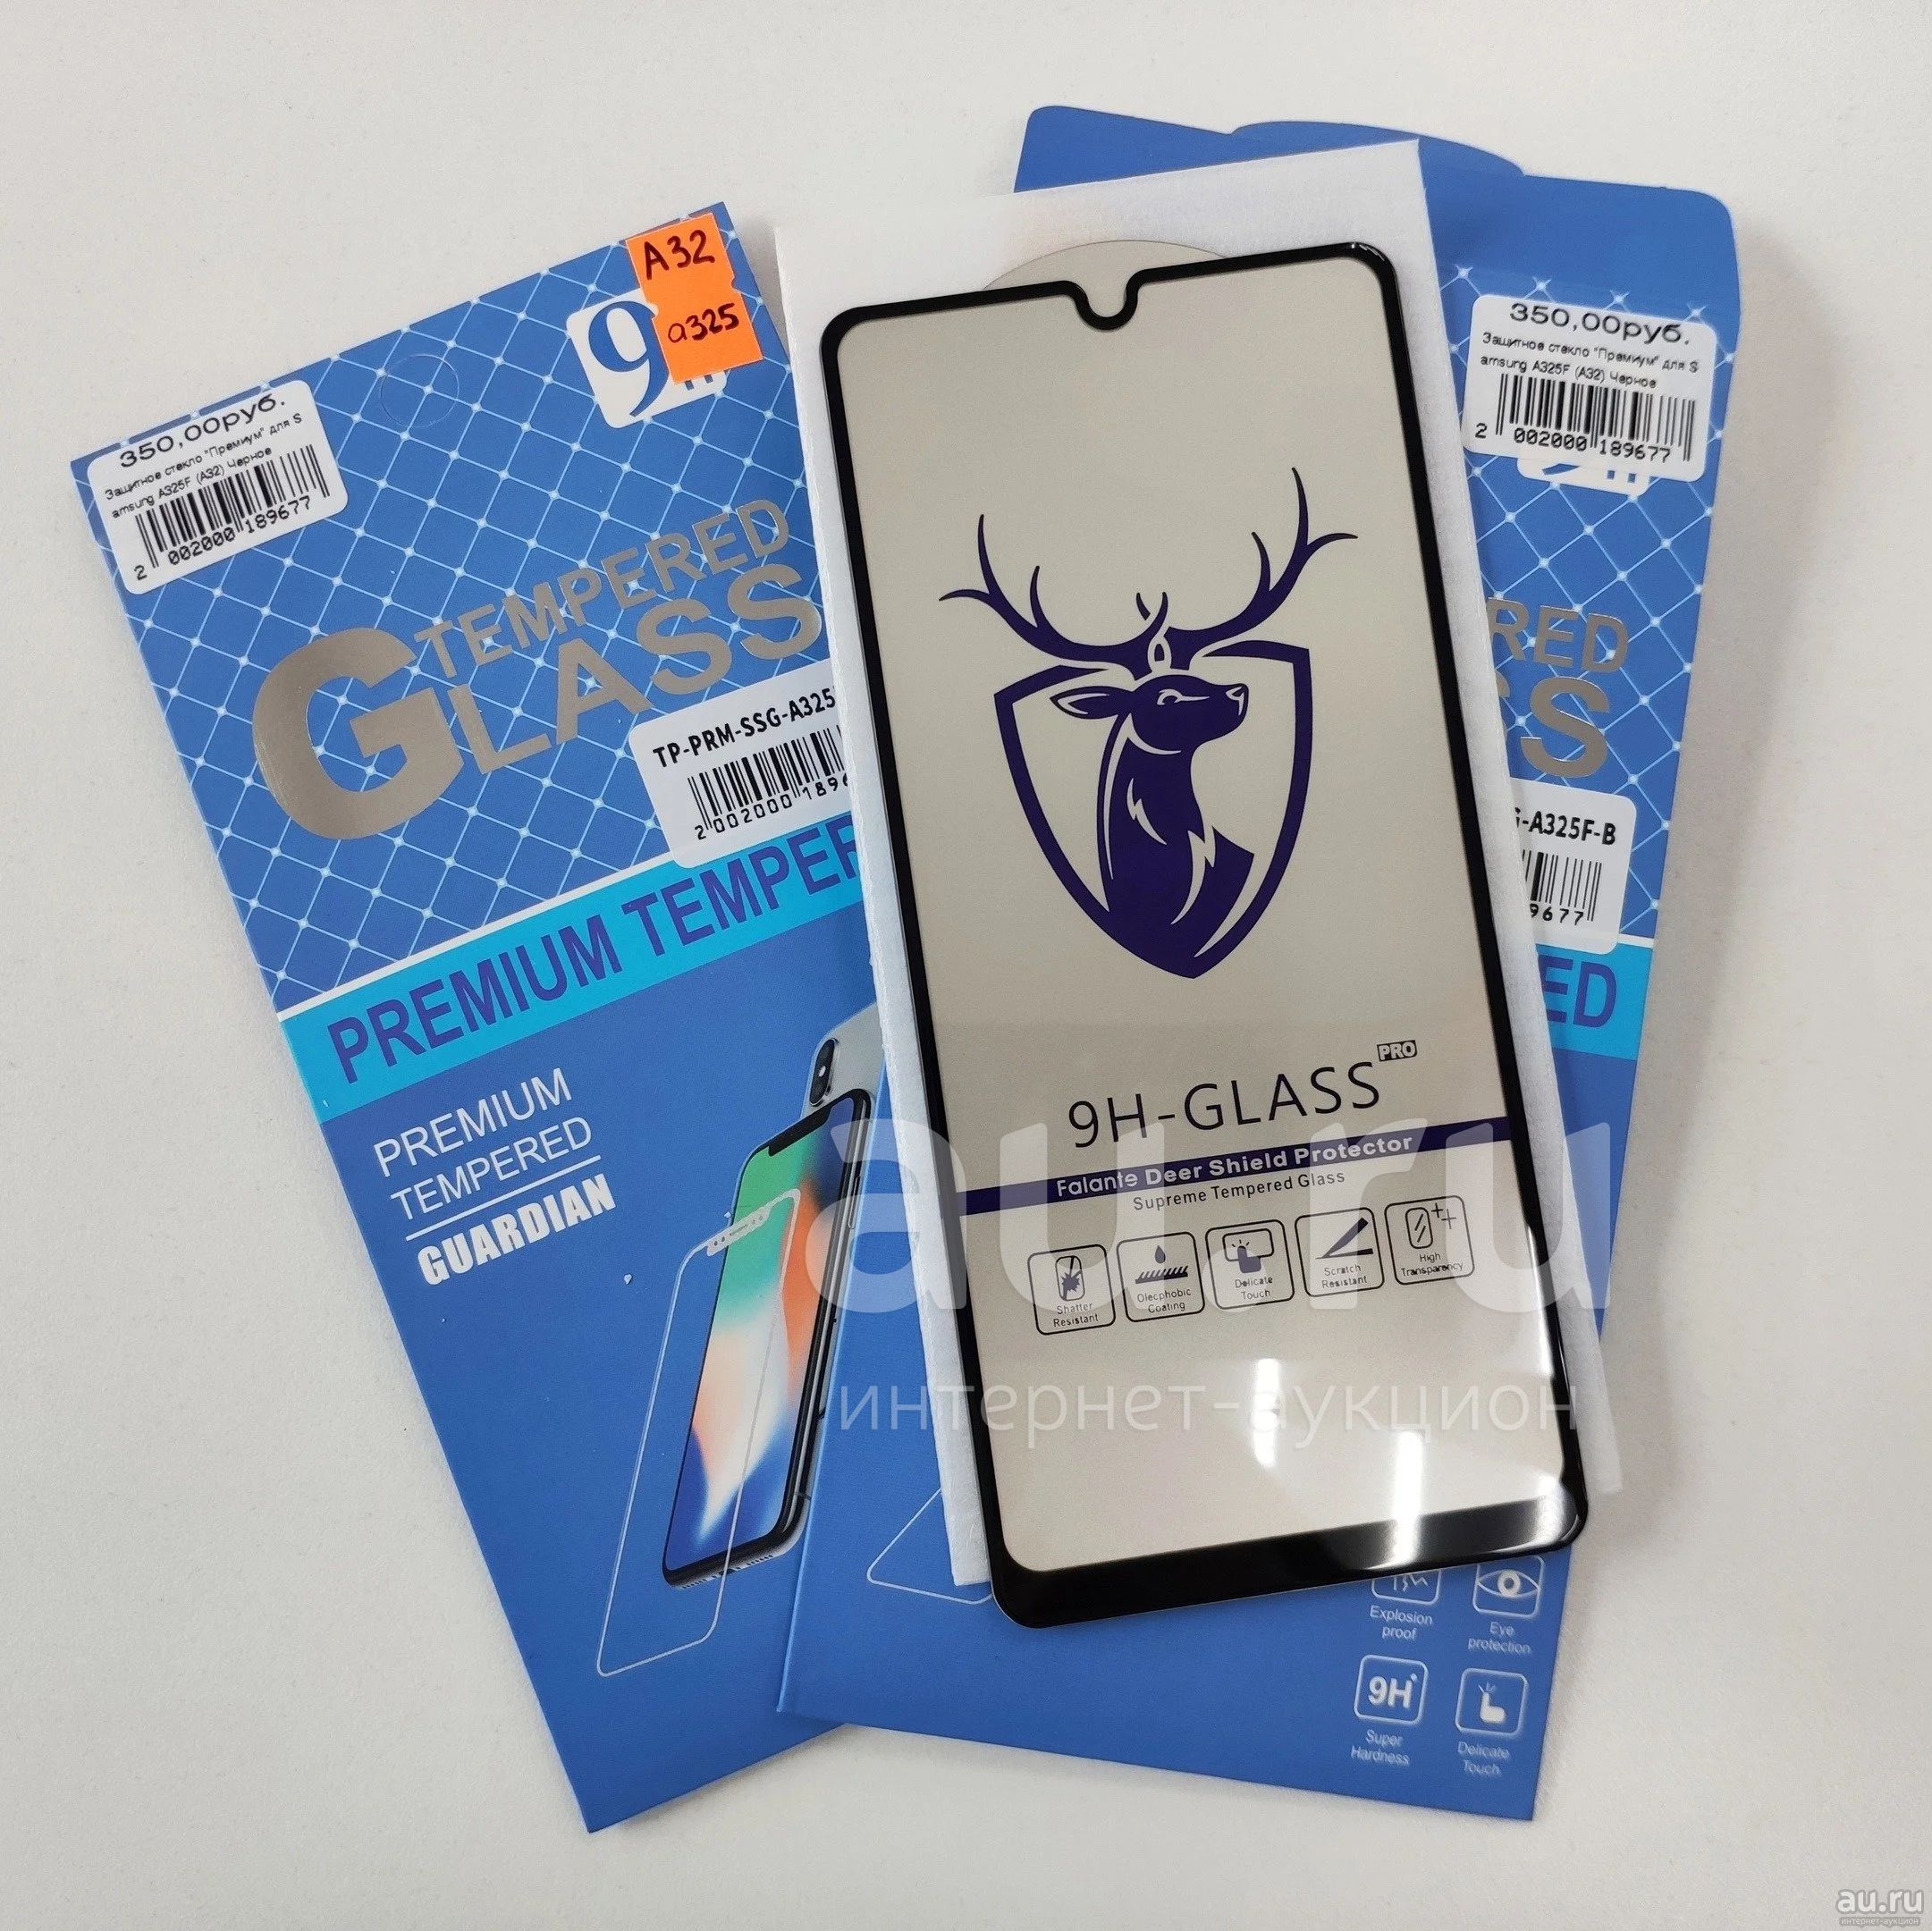 A32
a325
9
350,00руб.
Защитное стекло "Премиум" для S
amsung A325F (A32) Черное
2 002000 189677
TEMPERED
GLASS
TP-PRM-SSG-A325
2 002000 1896
PREMIUM TEMPER
PREMIUM
TEMPERED
GUARDIAN
9H-GLASS PRO
Falante Deer Shield Protector
Supreme Tempered Glass
Shatter
Resistant
Oleophobic
Coating
Delicate
Touch
Scratch
Resistant
High
Transparency
350,00руб.
Защитное стекло "Премиум" для S
amsung A325F (A32) Черное
2 002000 189677
RED
SS
G-A325F-B
9677
ED
Explosion
proof
Eye
protection
9H
Super
Hardness
Delicate
Touch
au.ru
интернет-аукцион
au.ru
интернет-аукцион